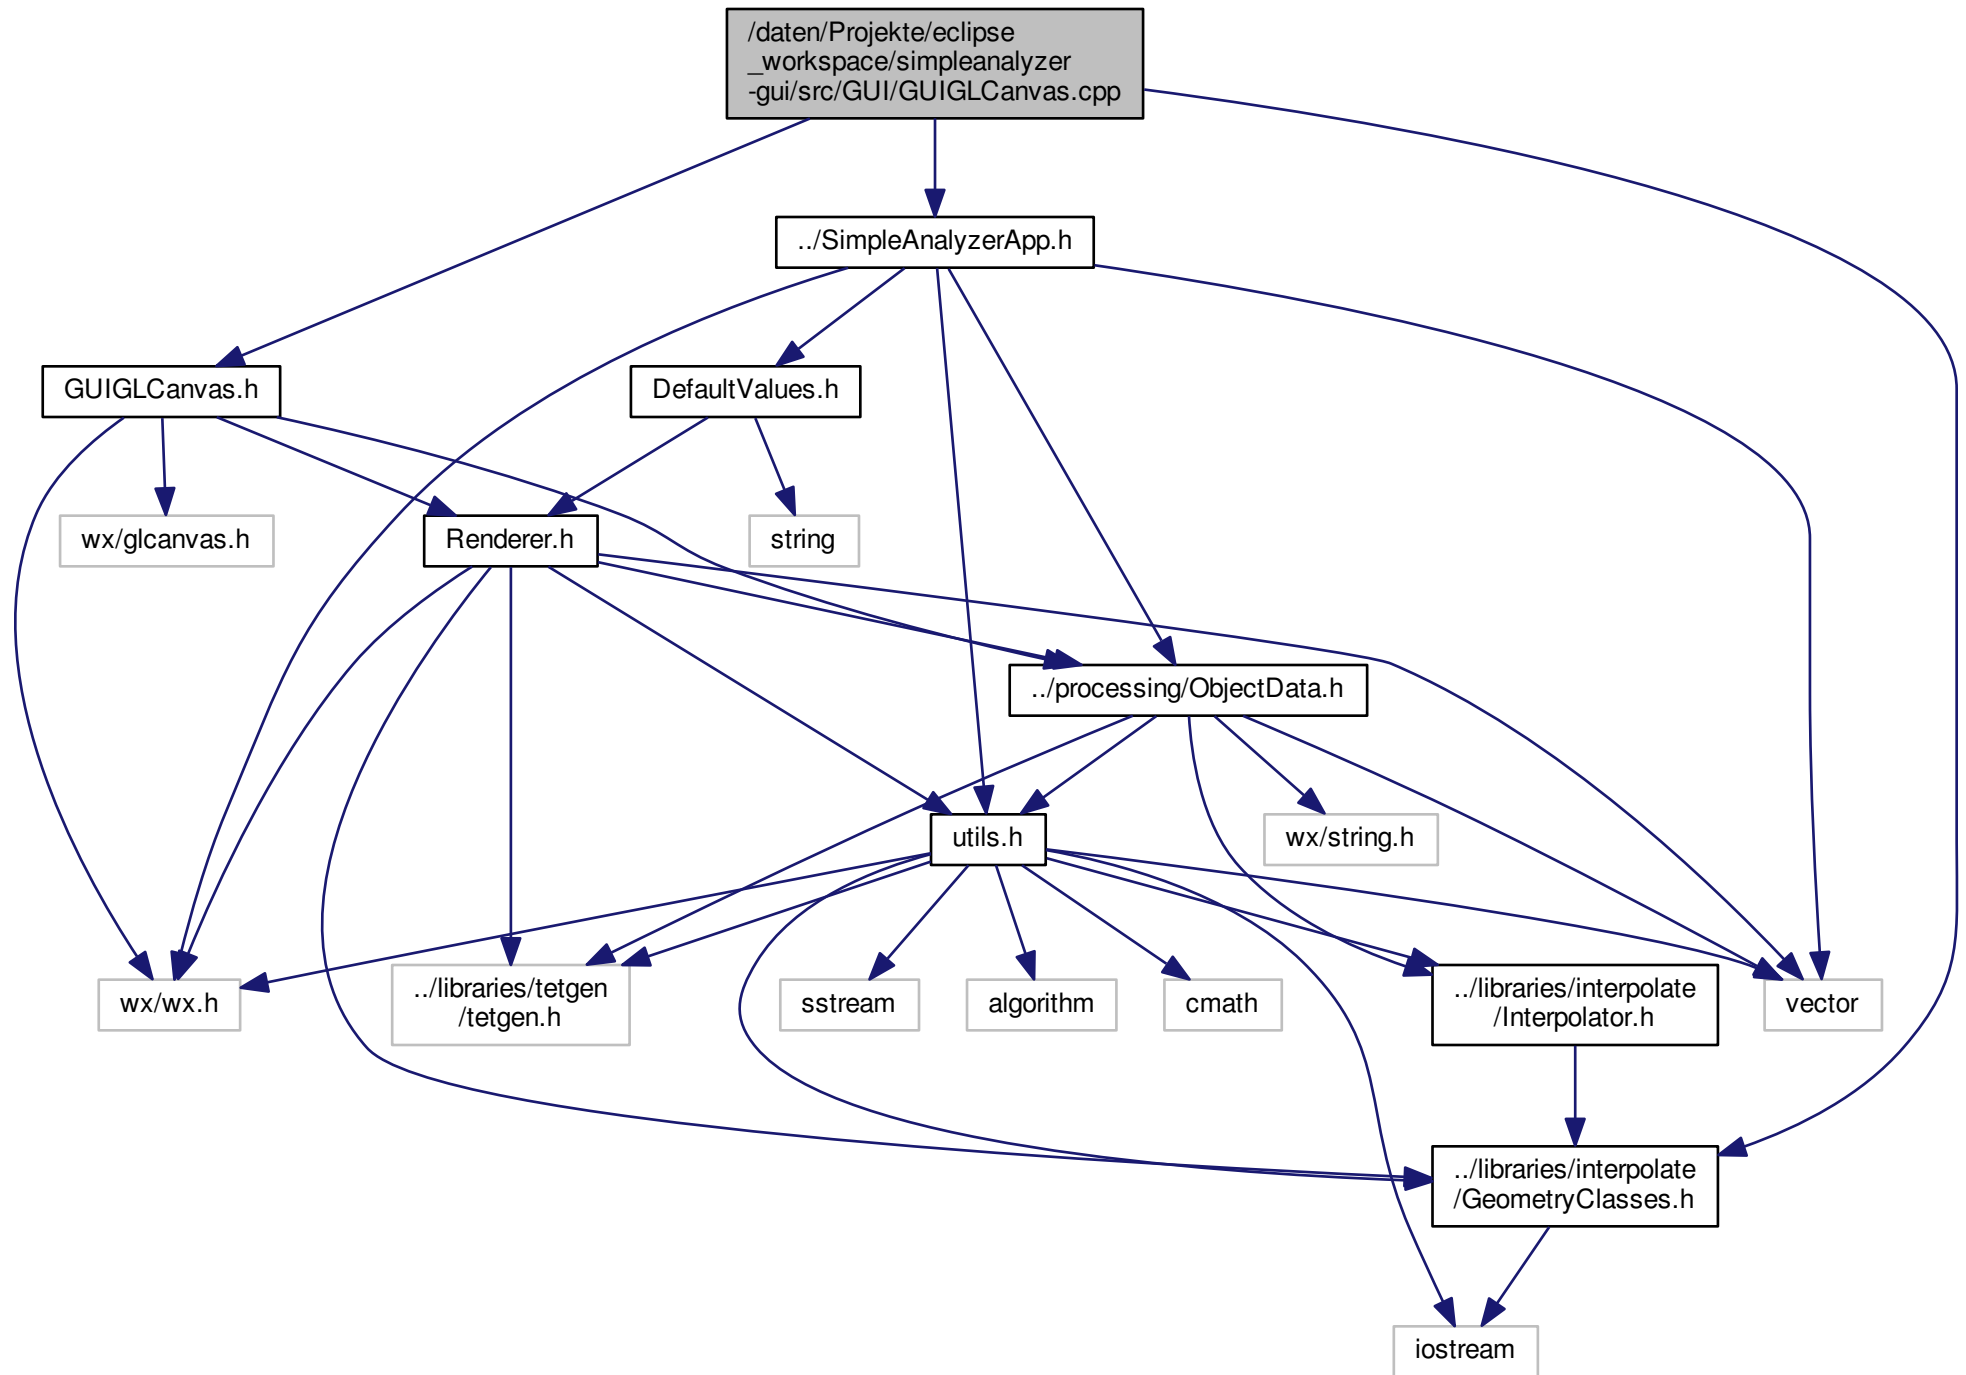 /daten/Projekte/eclipse
_workspace/simpleanalyzer
-gui/src/GUI/GUIGLCanvas.cpp
../SimpleAnalyzerApp.h
GUIGLCanvas.h
DefaultValues.h
wx/glcanvas.h
Renderer.h
string
../processing/ObjectData.h
utils.h
wx/string.h
wx/wx.h
../libraries/tetgen
/tetgen.h
sstream
algorithm
cmath
../libraries/interpolate
/Interpolator.h
vector
../libraries/interpolate
/GeometryClasses.h
iostream